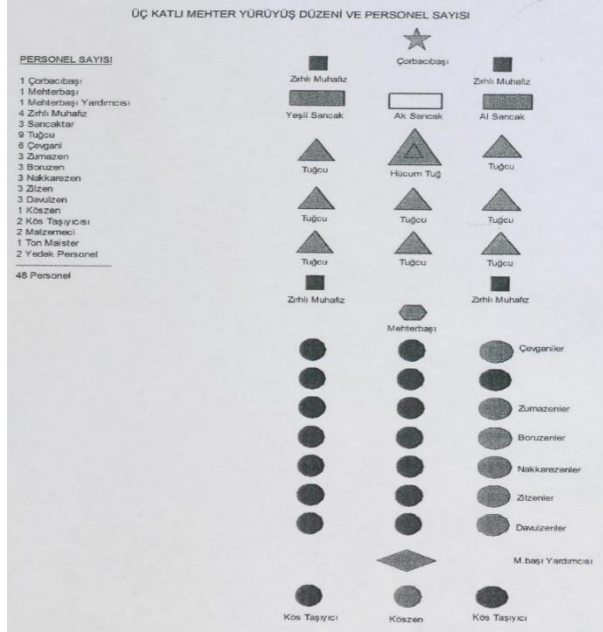 ÜÇ KATLI MEHTER YÜRÜYÜŞ DÜZENİ VE PERSONEL SAYISI
PERSONEL SAYISI
1 Çorbacıbaşı
1 Mehterbaşı
1 Mehterbaşı Yardımcısı
4 Zırhlı Muhafız
3 Sancaktar
9 Tuğcu
6 Çevgani
3 Zurnazen
3 Boruzen
3 Nakkarezen
3 Zilzen
3 Davulzen
1 Köszen
2 Kös Taşıyıcısı
2 Malzemeci
1 Ton Maister
2 Yedek Personel
48 Personel
Çorbacıbaşı
Zırhlı Muhafız Zırhlı Muhafız
Yeşil Sancak Ak Sancak Al Sancak
Tuğcu Hücum Tuğ Tuğcu
Tuğcu Tuğcu Tuğcu
Tuğcu Tuğcu Tuğcu
Zırhlı Muhafız Zırhlı Muhafız
Mehterbaşı
Çevganiler
Zurnazenler
Boruzenler
Nakkarezenler
Zilzenler
Davulzenler
M.başı Yardımcısı
Kös Taşıyıcı Köszen Kös Taşıyıcı